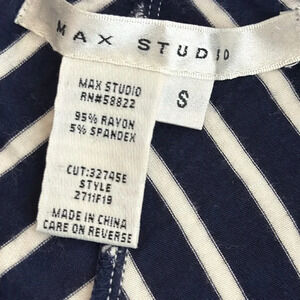 MAX STUDIO
S
MAX STUDIO
RN#58822
95% RAYON
5% SPANDEX
CUT:327A5E
STYLE
2711F19
MADE IN CHINA
CARE ON REVERSE